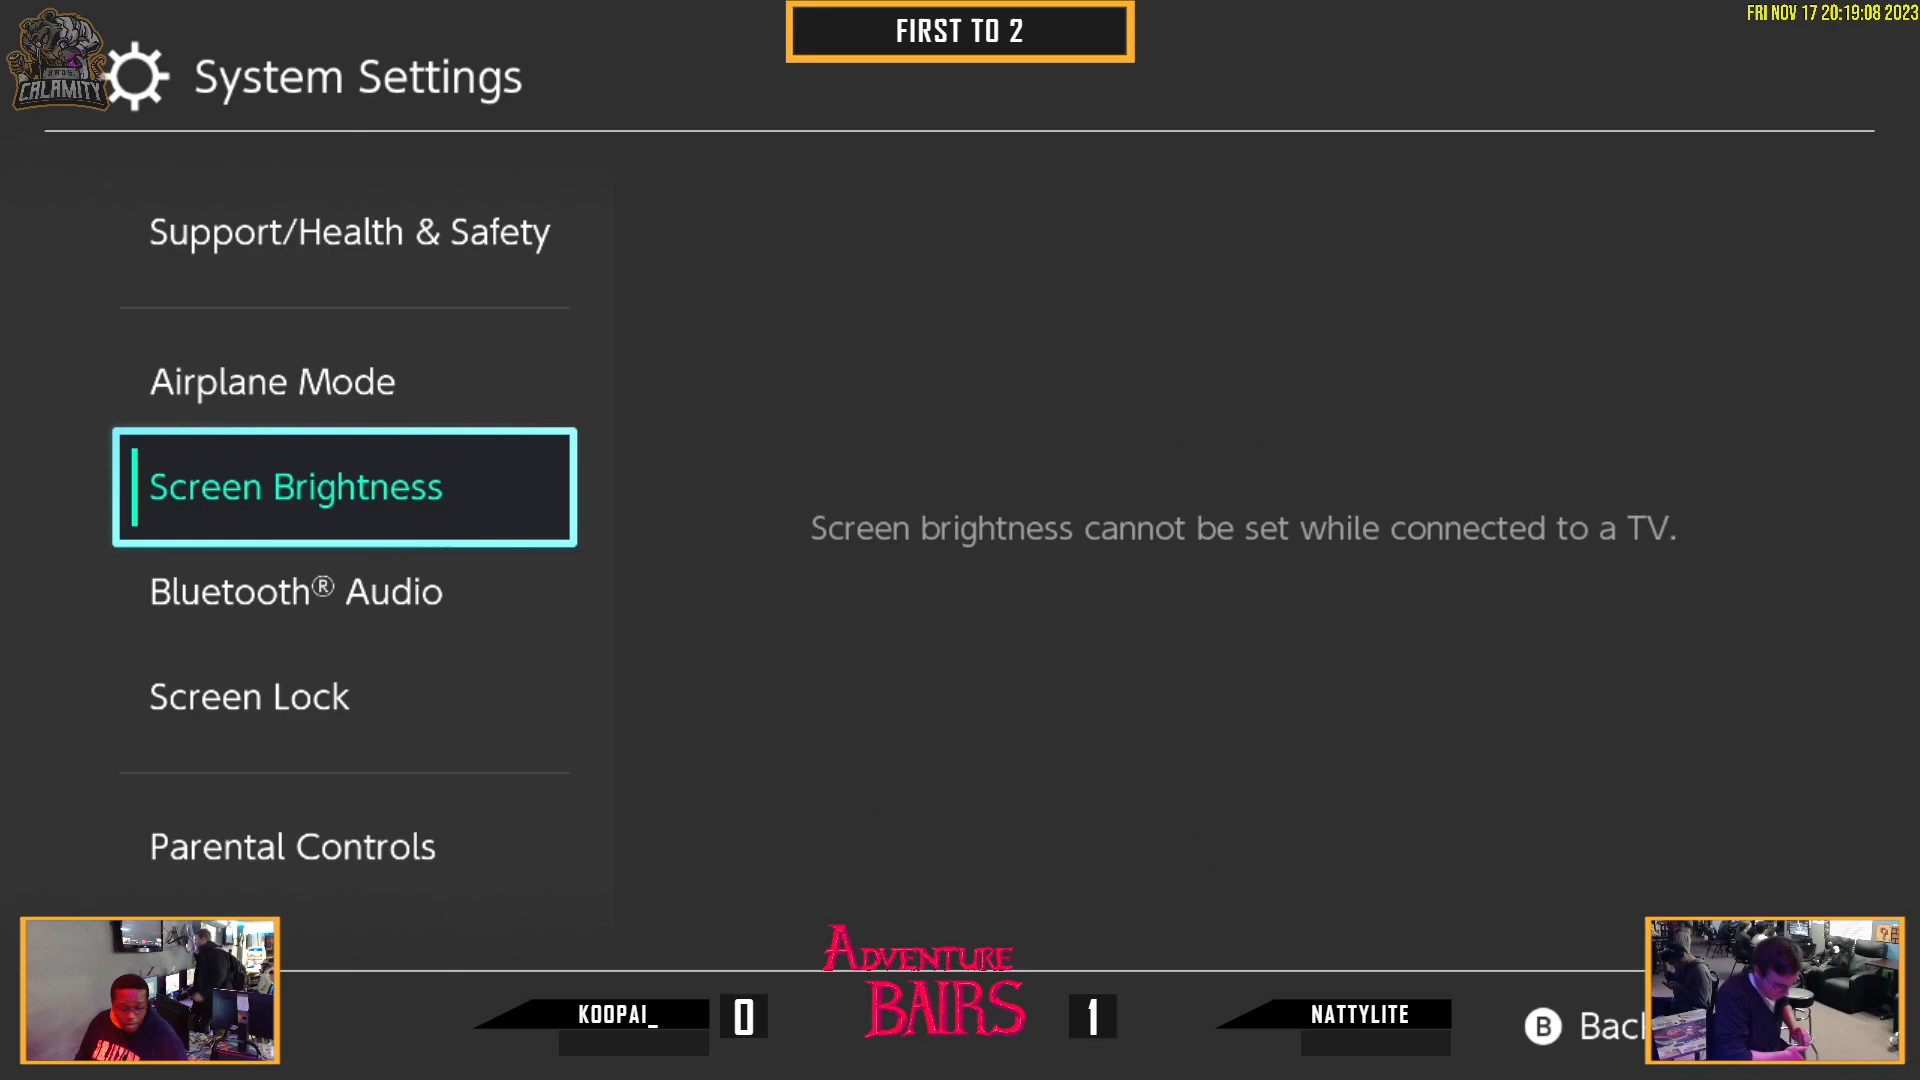 FIRST TO 2
FRI NOV 17 20:19:08 2023
BROS.
CALAMITY
System Settings
Support/Health & Safety
Airplane Mode
Screen Brightness
Bluetooth® Audio
Screen Lock
Parental Controls
Screen brightness cannot be set while connected to a TV.
KOOPAI_
0
ADVENTURE
BAIRS
1
NATTYLITE
B
Back